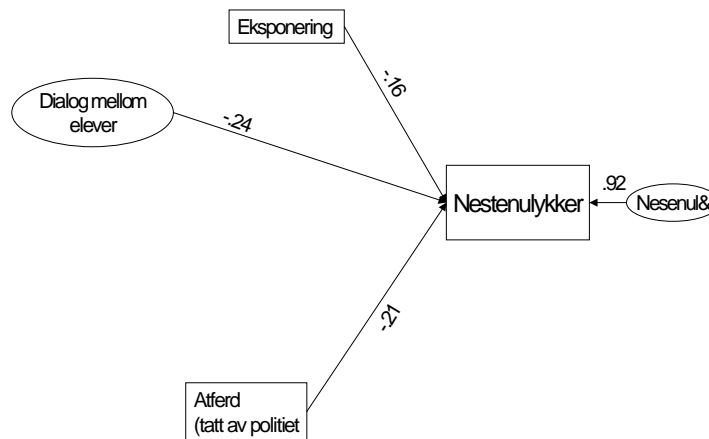 Eksponering
-.16
Dialog mellom
elever
-.24
Nestenulykker
.92
Nesenul&
-.21
Atferd
(tatt av politiet